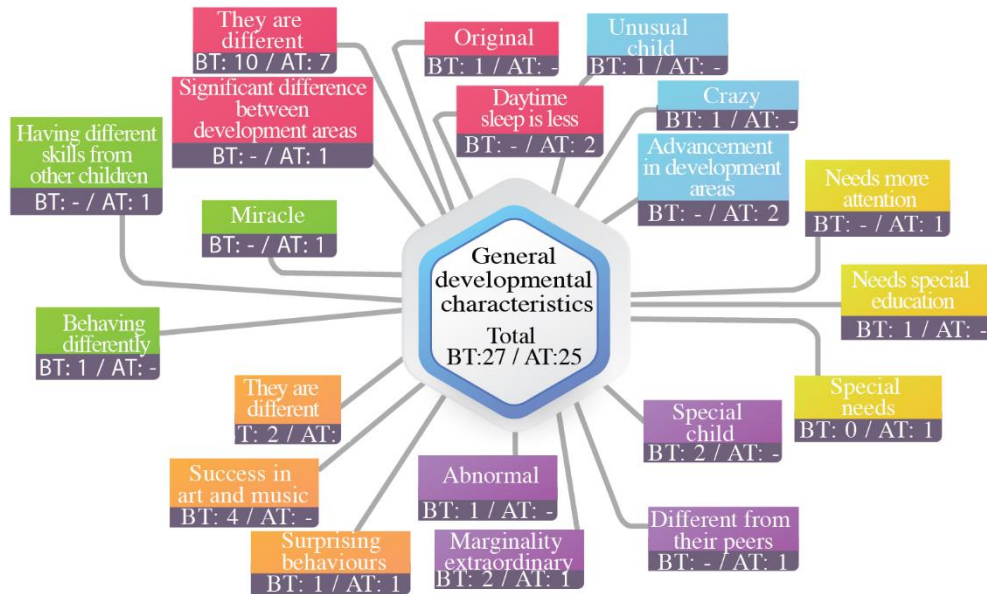 They are
different
BT: 10 / AT: 7
Original
BT: 1 / AT: -
Unusual
child
BT: 1 / AT: -
Significant difference
between
development areas
BT: - / AT: 1
Daytime
sleep is less
BT: - / AT: 2
Crazy
BT: 1 / AT: -
Having different
skills from
other children
BT: - / AT: 1
Advancement
in development
areas
BT: - / AT: 2
Needs more
attention
BT: - / AT: 1
Miracle
BT: - / AT: 1
General
developmental
characteristics
Total
BT:27 / AT:25
Needs special
education
BT: 1 / AT: -
Behaving
differently
BT: 1 / AT: -
They are
different
T: 2 / AT:
Special
needs
BT: 0 / AT: 1
Special
child
BT: 2 / AT: -
Success in
art and music
BT: 4 / AT: -
Abnormal
BT: 1 / AT: -
Surprising
behaviours
BT: 1 / AT: 1
Marginality
extraordinary
BT: 2 / AT: 1
Different from
their peers
BT: - / AT: 1